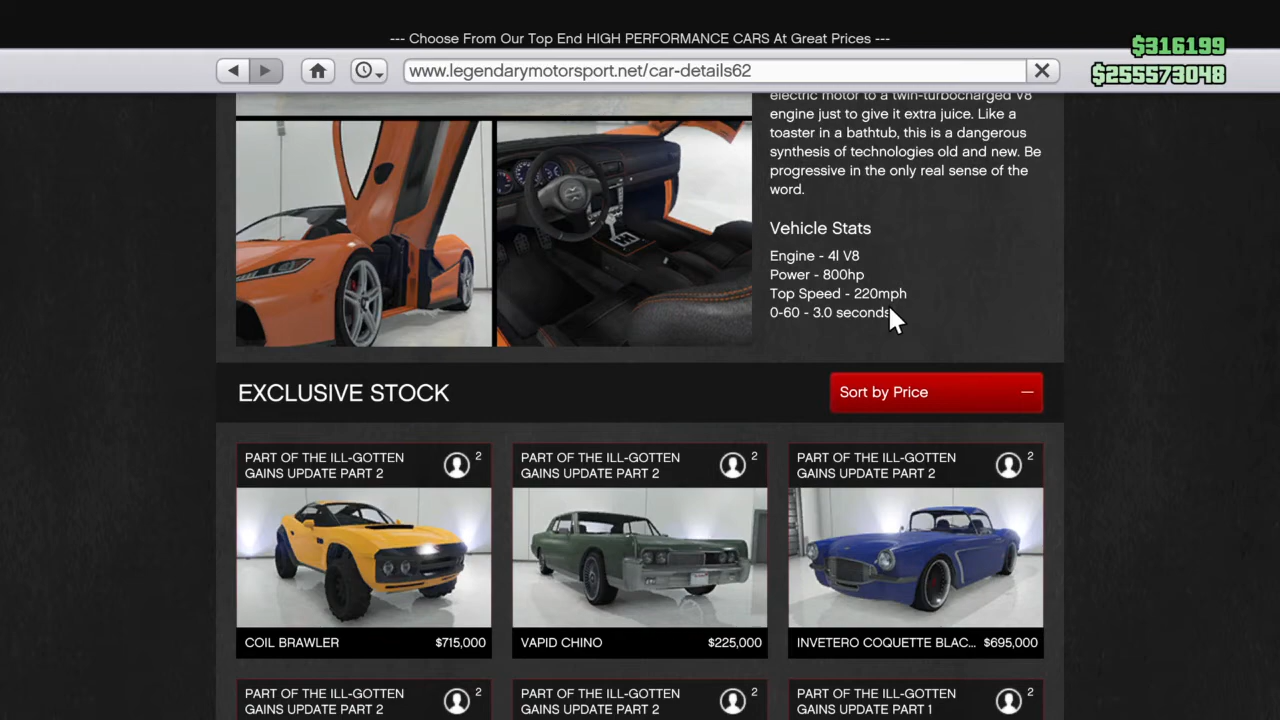 --- Choose From Our Top End HIGH PERFORMANCE CARS At Great Prices ---
$316199
www.legendarymotorsport.net/car-details62
$255573048
electric motor to a twin-turbocharged V8
engine just to give it extra juice. Like a
toaster in a bathtub, this is a dangerous
synthesis of technologies old and new. Be
progressive in the only real sense of the
word.
Vehicle Stats
Engine - 4l V8
Power - 800hp
Top Speed - 220mph
0-60 - 3.0 seconds
EXCLUSIVE STOCK
Sort by Price
PART OF THE ILL-GOTTEN
GAINS UPDATE PART 2
2
PART OF THE ILL-GOTTEN
GAINS UPDATE PART 2
2
PART OF THE ILL-GOTTEN
GAINS UPDATE PART 2
2
COIL BRAWLER $715,000
VAPID CHINO $225,000
INVETERO COQUETTE BLAC... $695,000
PART OF THE ILL-GOTTEN
GAINS UPDATE PART 2
2
PART OF THE ILL-GOTTEN
GAINS UPDATE PART 2
2
PART OF THE ILL-GOTTEN
GAINS UPDATE PART 1
2